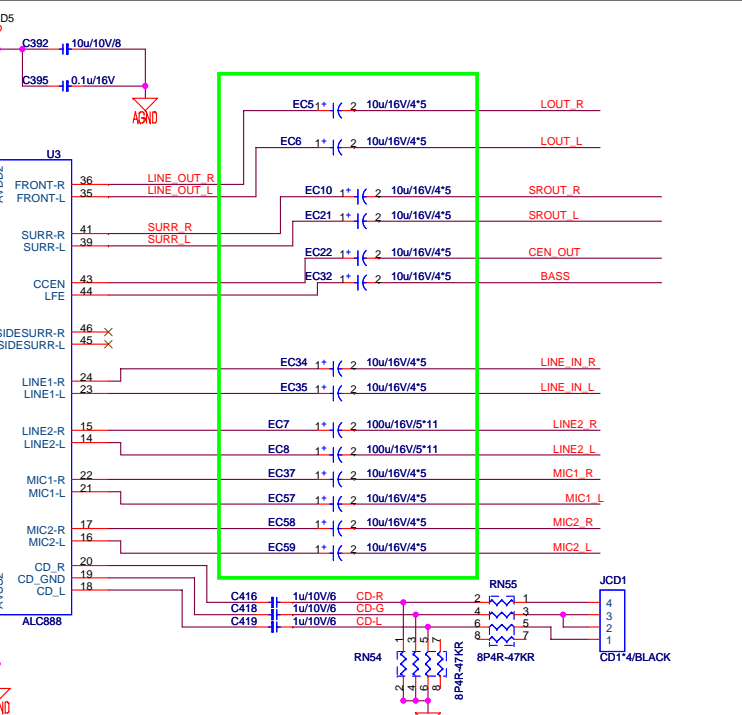 D5
C392 10u/10V/8
C395 0.1u/16V
AGND
U3
EC5 1 + 2 10u/16V/4*5 LOUT_R
EC6 1 + 2 10u/16V/4*5 LOUT_L
FRONT-R 36 LINE_OUT_R
FRONT-L 35 LINE_OUT_L
EC10 1 + 2 10u/16V/4*5 SROUT_R
EC21 1 + 2 10u/16V/4*5 SROUT_L
SURR-R 41 SURR_R
SURR-L 39 SURR_L
EC22 1 + 2 10u/16V/4*5 CEN_OUT
EC32 1 + 2 10u/16V/4*5 BASS
CCEN 43
LFE 44
SIDESURR-R 46
SIDESURR-L 45
EC34 1 + 2 10u/16V/4*5 LINE_IN_R
LINE1-R 24
LINE1-L 23 EC35 1 + 2 10u/16V/4*5 LINE_IN_L
LINE2-R 15 EC7 1 + 2 100u/16V/5*11 LINE2_R
LINE2-L 14 EC8 1 + 2 100u/16V/5*11 LINE2_L
MIC1-R 22 EC37 1 + 2 10u/16V/4*5 MIC1_R
MIC1-L 21 EC57 1 + 2 10u/16V/4*5 MIC1_L
MIC2-R 17 EC58 1 + 2 10u/16V/4*5 MIC2_R
MIC2-L 16 EC59 1 + 2 10u/16V/4*5 MIC2_L
CD_R 20
CD_GND 19
CD_L 18
ALC888
RN55 JCD1
C416 1u/10V/6 CD-R 2 1 4
C418 1u/10V/6 CD-G 4 3 3
C419 1u/10V/6 CD-L 6 5 2
8 7 1
8P4R-47KR CD1*4/BLACK
1 3 5 7
RN54 8P4R-47KR
2 4 6 8